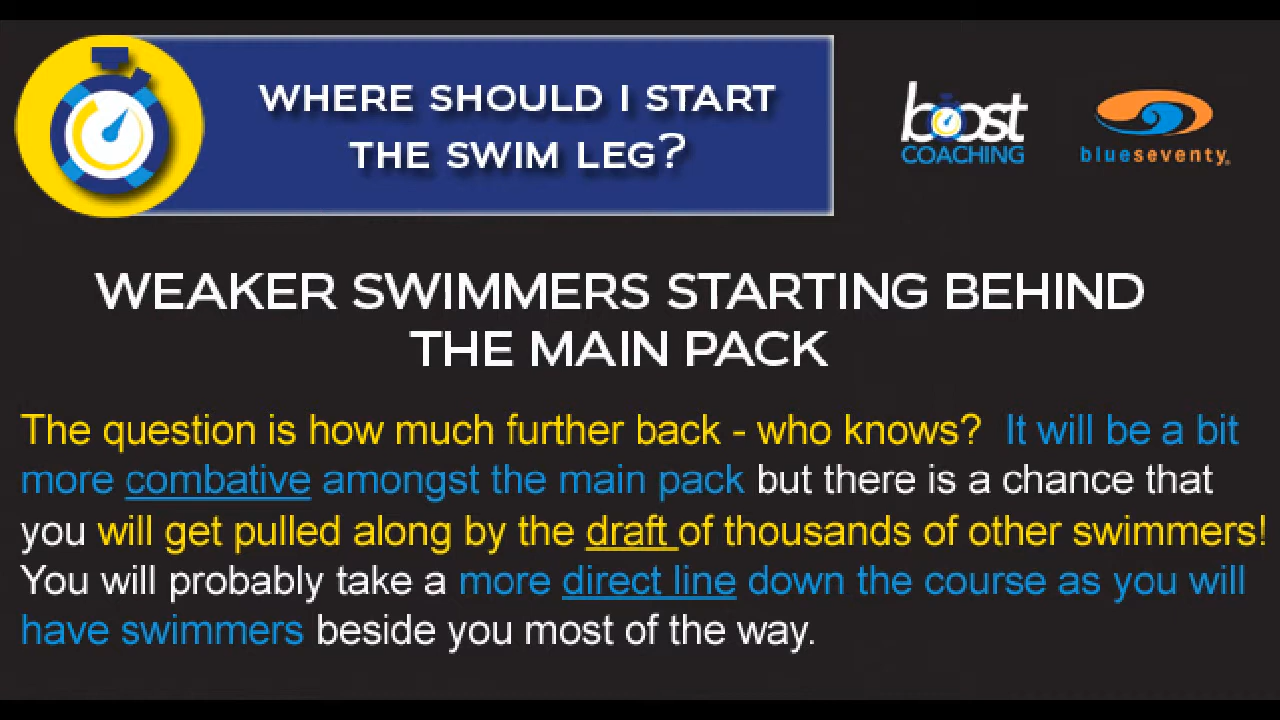 WHERE SHOULD I START
THE SWIM LEG?
boost
COACHING
blueseventy
WEAKER SWIMMERS STARTING BEHIND
THE MAIN PACK
The question is how much further back - who knows? It will be a bit
more combative amongst the main pack but there is a chance that
you will get pulled along by the draft of thousands of other swimmers!
You will probably take a more direct line down the course as you will
have swimmers beside you most of the way.